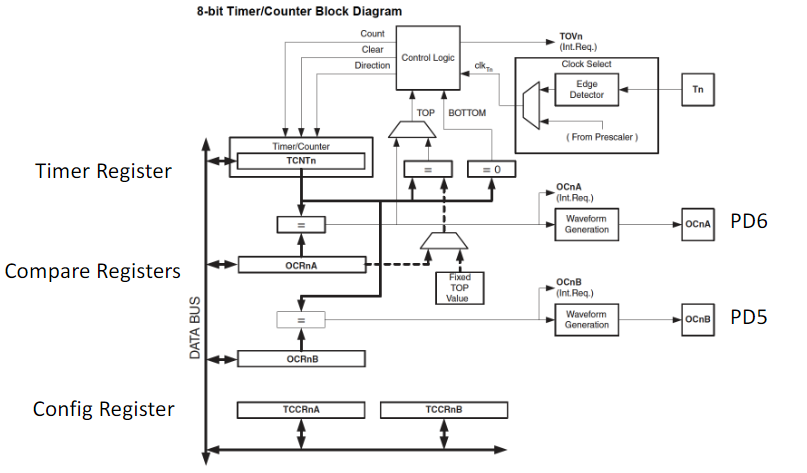 8-bit Timer/Counter Block Diagram
Count
Clear
Direction
Control Logic
TOVn
(Int.Req.)
clkTn
Clock Select
Edge
Detector
Tn
( From Prescaler )
TOP
BOTTOM
Timer/Counter
TCNTn
Timer Register
=
= 0
OCnA
(Int.Req.)
=
Waveform
Generation
OCnA
PD6
Compare Registers
OCRnA
Fixed
TOP
Value
OCnB
(Int.Req.)
DATA BUS
=
Waveform
Generation
OCnB
PD5
OCRnB
Config Register
TCCRnA
TCCRnB